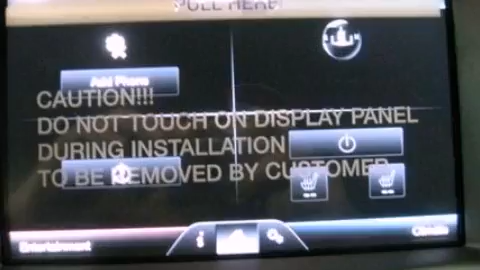 PULL HERE
Add Phone
CAUTION!!!
DO NOT TOUCH ON DISPLAY PANEL
DURING INSTALLATION
TO BE REMOVED BY CUSTOMER
Entertainment
Climate